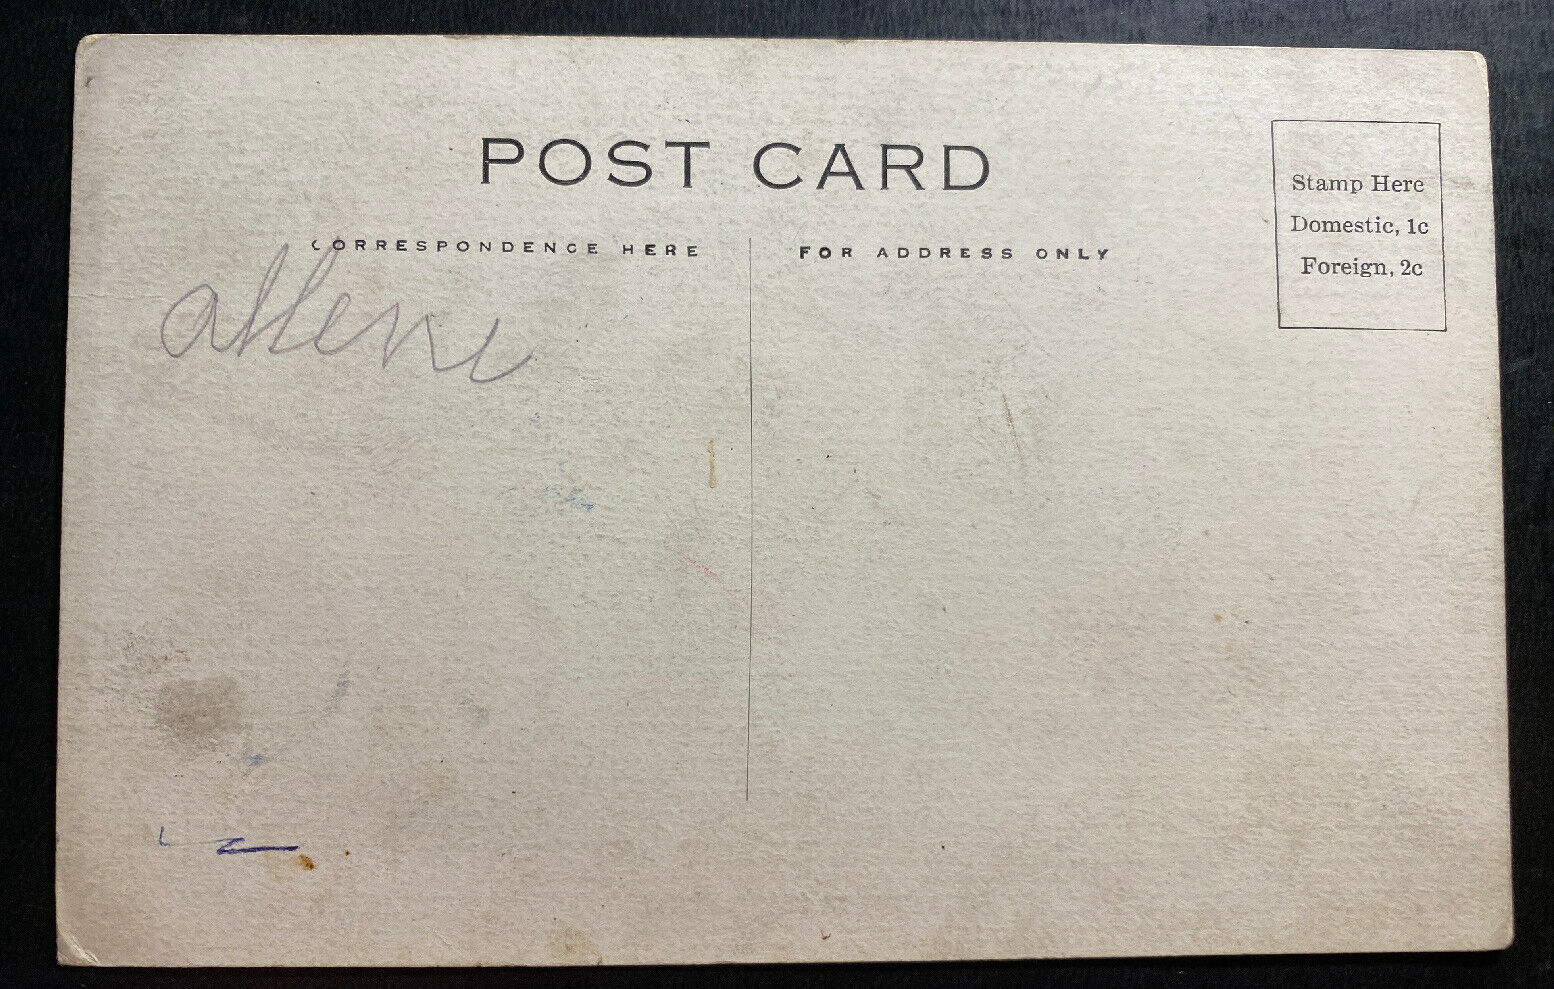 POST CARD
CORRESPONDENCE HERE
FOR ADDRESS ONLY
Stamp Here
Domestic, 1c
Foreign, 2c